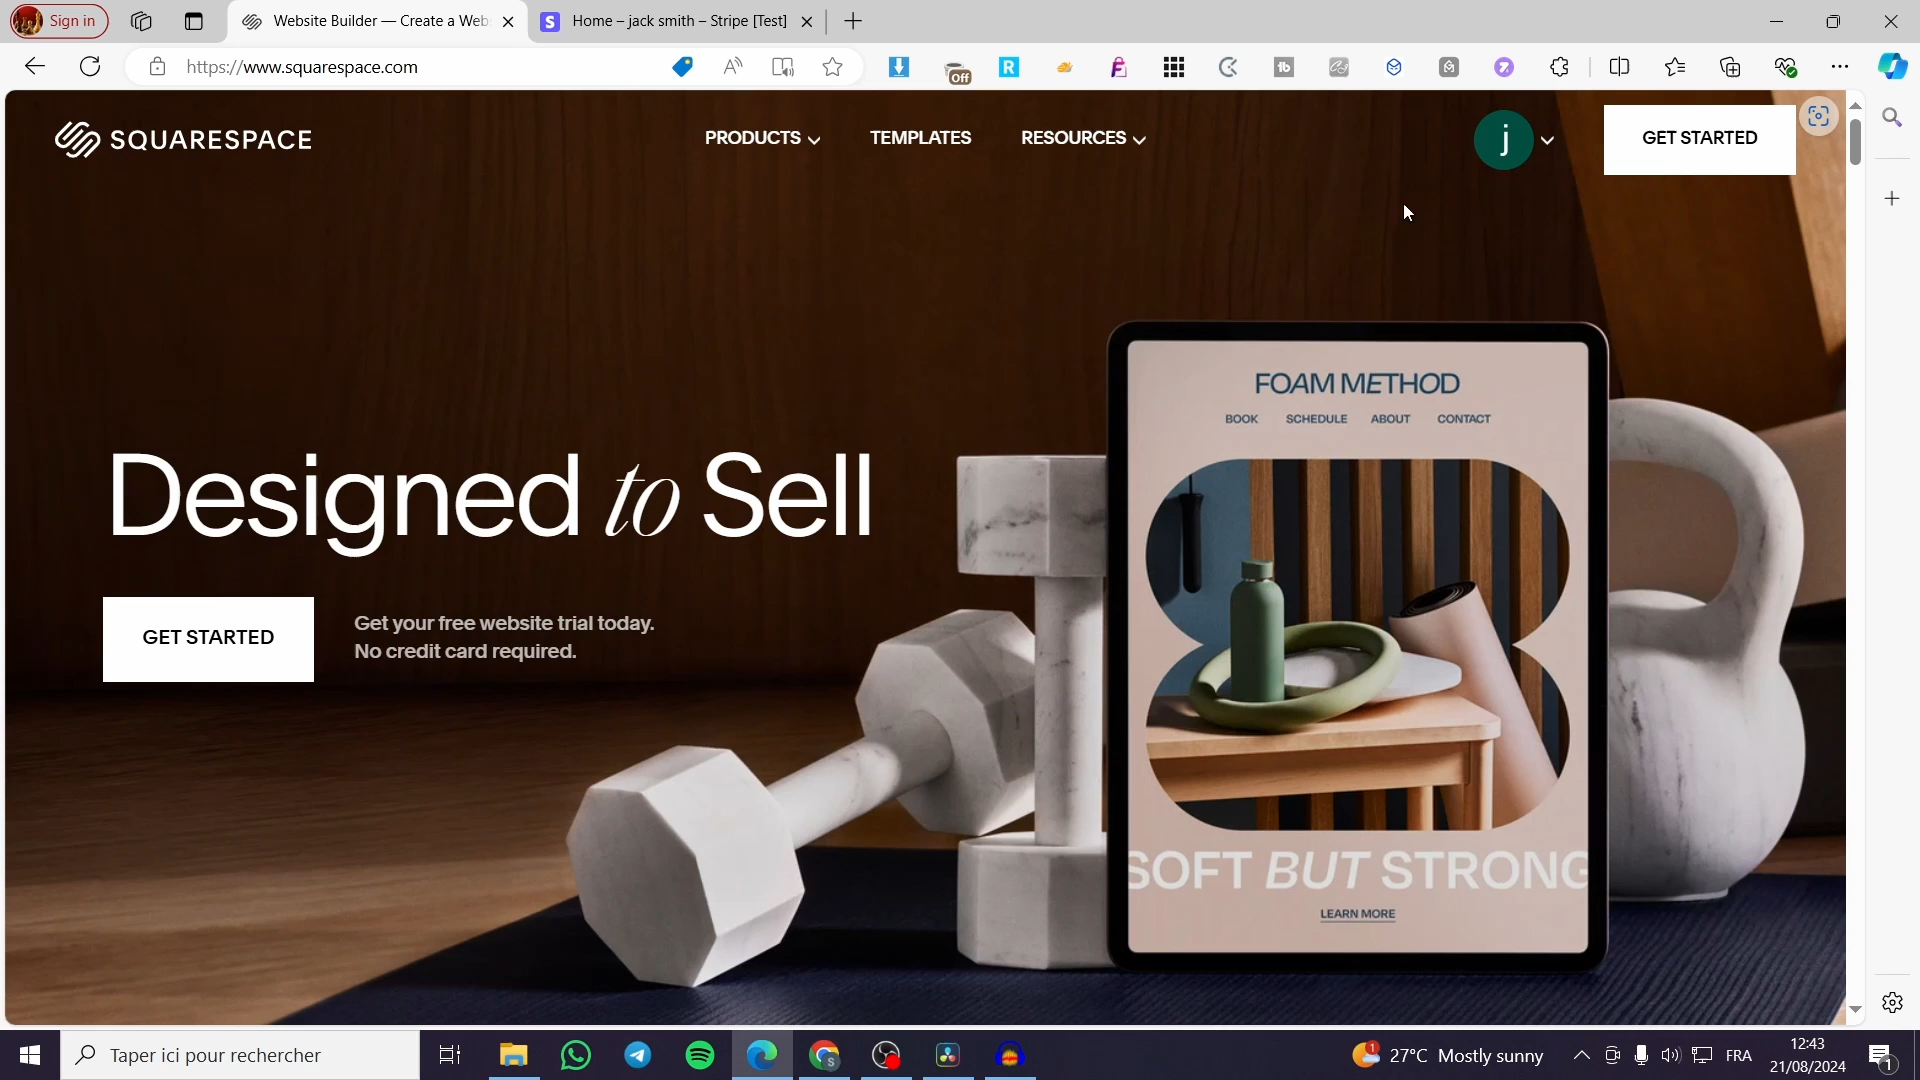 Sign in
Website Builder — Create a Web
Home – jack smith – Stripe [Test]
https://www.squarespace.com
Off
SQUARESPACE
PRODUCTS
TEMPLATES
RESOURCES
j
GET STARTED
Designed to Sell
GET STARTED
Get your free website trial today.
No credit card required.
FOAM METHOD
BOOK SCHEDULE ABOUT CONTACT
SOFT BUT STRONG
LEARN MORE
Taper ici pour rechercher
1
27°C Mostly sunny
FRA
12:43
21/08/2024
1